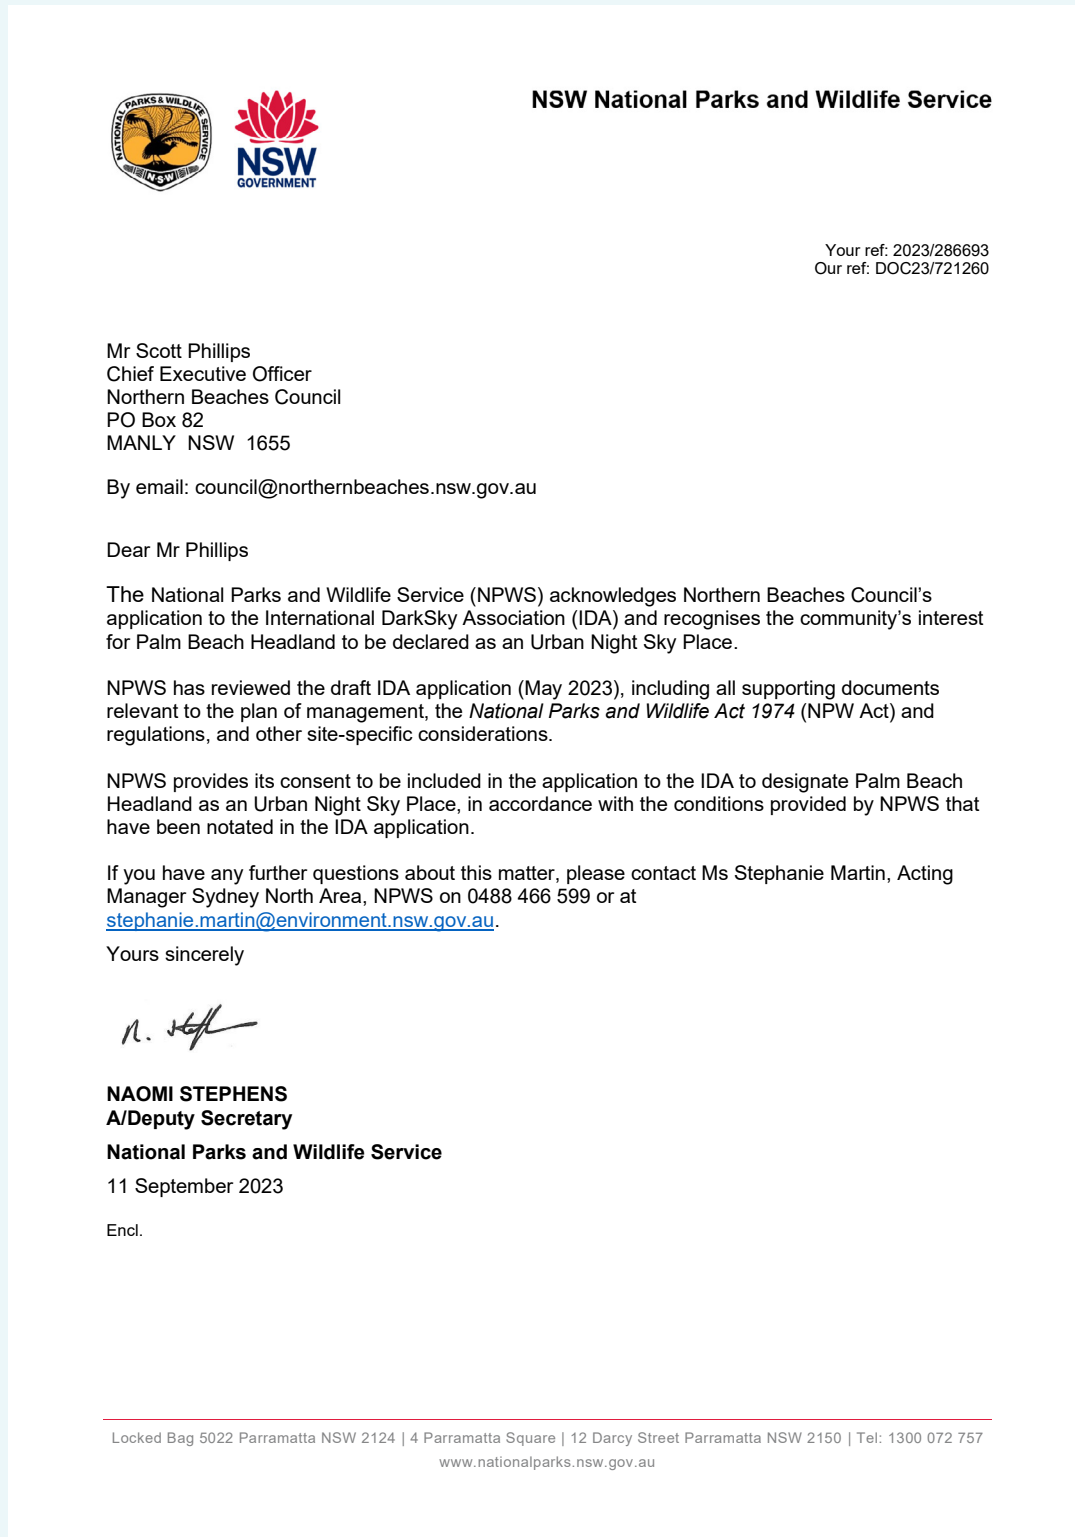 NATIONAL PARKS & WILDLIFE SERVICE
N·S·W
NSW
GOVERNMENT
NSW National Parks and Wildlife Service
Your ref: 2023/286693
Our ref: DOC23/721260
Mr Scott Phillips
Chief Executive Officer
Northern Beaches Council
PO Box 82
MANLY  NSW  1655
By email: council@northernbeaches.nsw.gov.au
Dear Mr Phillips
The National Parks and Wildlife Service (NPWS) acknowledges Northern Beaches Council’s
application to the International DarkSky Association (IDA) and recognises the community’s interest
for Palm Beach Headland to be declared as an Urban Night Sky Place.
NPWS has reviewed the draft IDA application (May 2023), including all supporting documents
relevant to the plan of management, the National Parks and Wildlife Act 1974 (NPW Act) and
regulations, and other site-specific considerations.
NPWS provides its consent to be included in the application to the IDA to designate Palm Beach
Headland as an Urban Night Sky Place, in accordance with the conditions provided by NPWS that
have been notated in the IDA application.
If you have any further questions about this matter, please contact Ms Stephanie Martin, Acting
Manager Sydney North Area, NPWS on 0488 466 599 or at
stephanie.martin@environment.nsw.gov.au.
Yours sincerely
NAOMI STEPHENS
A/Deputy Secretary
National Parks and Wildlife Service
11 September 2023
Encl.
Locked Bag 5022 Parramatta NSW 2124 | 4 Parramatta Square | 12 Darcy Street Parramatta NSW 2150 | Tel: 1300 072 757
www.nationalparks.nsw.gov.au